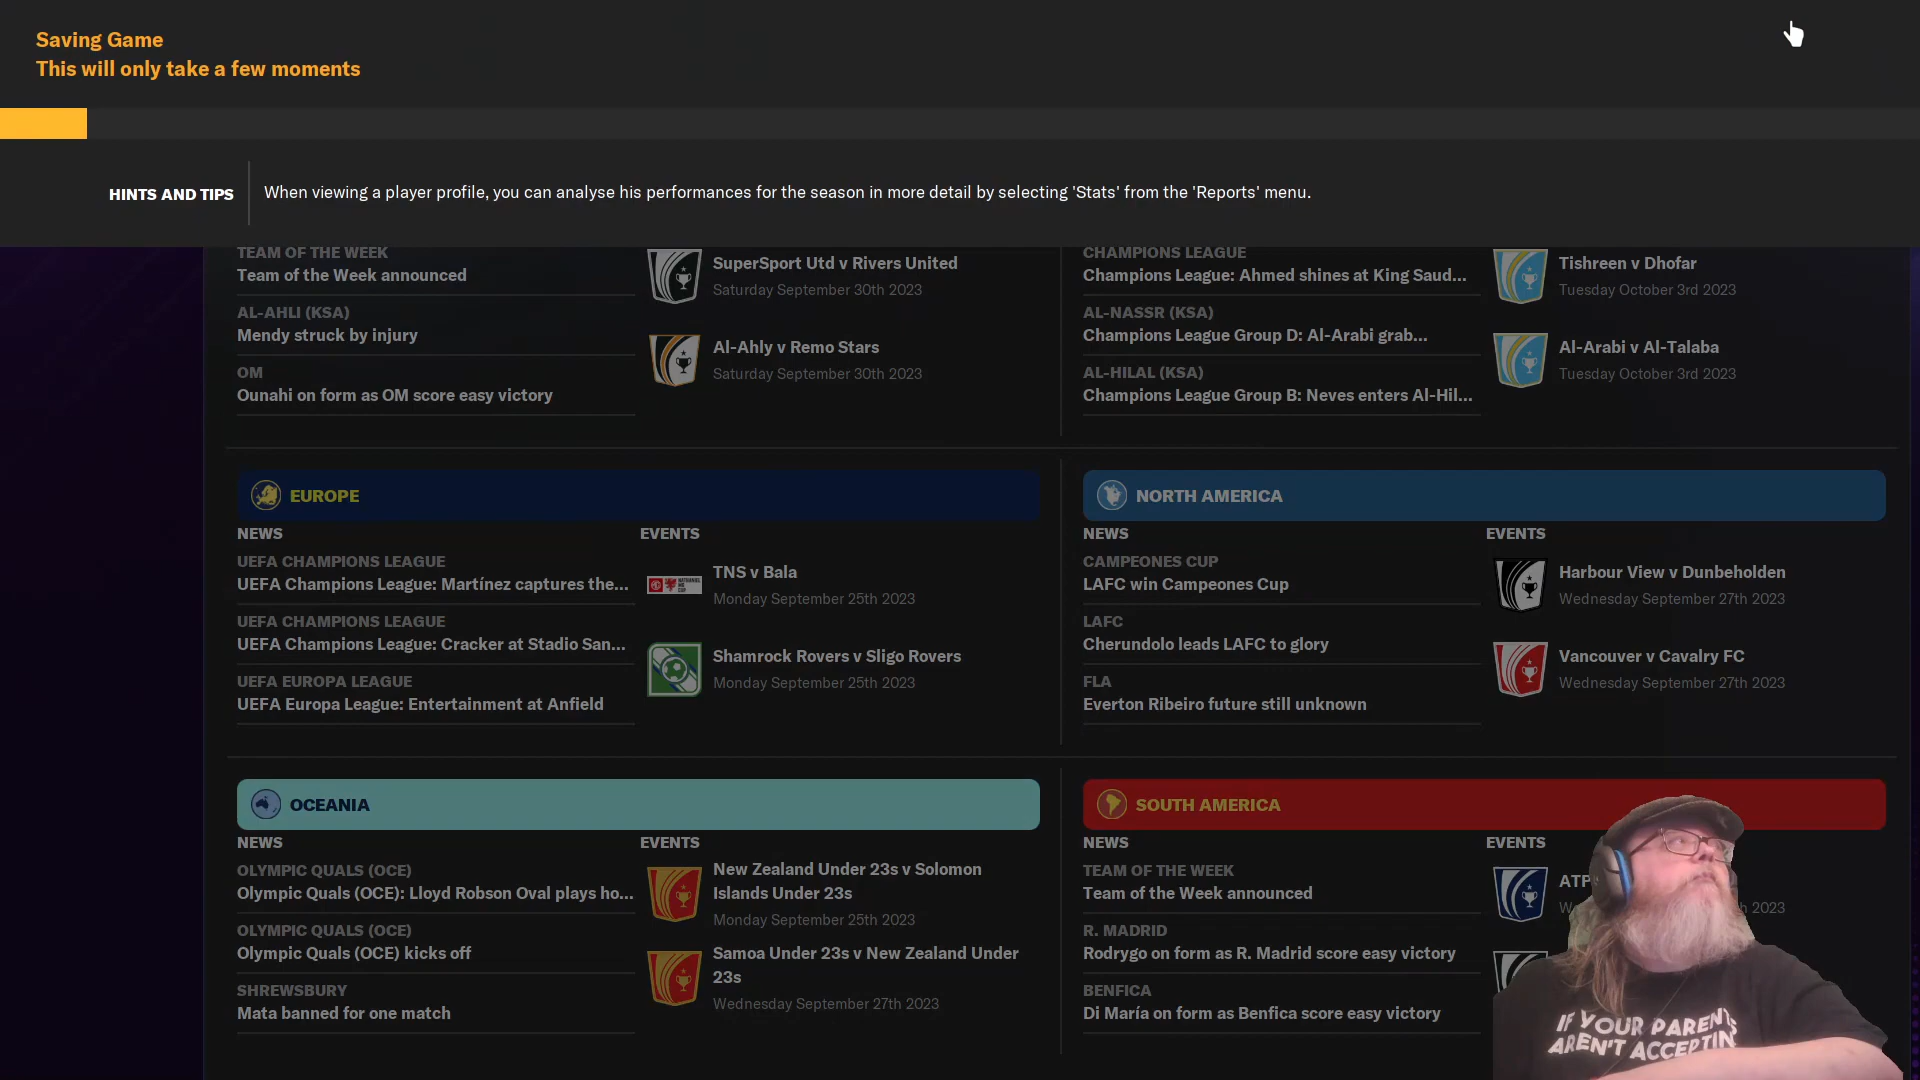 Saving Game
This will only take a few moments
HINTS AND TIPS
When viewing a player profile, you can analyse his performances for the season in more detail by selecting 'Stats' from the 'Reports' menu.
TEAM OF THE WEEK
Team of the Week announced
AL-AHLI (KSA)
Mendy struck by injury
OM
Ounahi on form as OM score easy victory
SuperSport Utd v Rivers United
Saturday September 30th 2023
Al-Ahly v Remo Stars
Saturday September 30th 2023
CHAMPIONS LEAGUE
Champions League: Ahmed shines at King Saud...
AL-NASSR (KSA)
Champions League Group D: Al-Arabi grab...
AL-HILAL (KSA)
Champions League Group B: Neves enters Al-Hil...
Tishreen v Dhofar
Tuesday October 3rd 2023
Al-Arabi v Al-Talaba
Tuesday October 3rd 2023
EUROPE
NEWS
UEFA CHAMPIONS LEAGUE
UEFA Champions League: Martínez captures the...
UEFA CHAMPIONS LEAGUE
UEFA Champions League: Cracker at Stadio San...
UEFA EUROPA LEAGUE
UEFA Europa League: Entertainment at Anfield
EVENTS
TNS v Bala
Monday September 25th 2023
Shamrock Rovers v Sligo Rovers
Monday September 25th 2023
NORTH AMERICA
NEWS
CAMPEONES CUP
LAFC win Campeones Cup
LAFC
Cherundolo leads LAFC to glory
FLA
Everton Ribeiro future still unknown
EVENTS
Harbour View v Dunbeholden
Wednesday September 27th 2023
Vancouver v Cavalry FC
Wednesday September 27th 2023
OCEANIA
NEWS
OLYMPIC QUALS (OCE)
Olympic Quals (OCE): Lloyd Robson Oval plays ho...
OLYMPIC QUALS (OCE)
Olympic Quals (OCE) kicks off
SHREWSBURY
Mata banned for one match
EVENTS
New Zealand Under 23s v Solomon
Islands Under 23s
Monday September 25th 2023
Samoa Under 23s v New Zealand Under
23s
Wednesday September 27th 2023
SOUTH AMERICA
NEWS
TEAM OF THE WEEK
Team of the Week announced
R. MADRID
Rodrygo on form as R. Madrid score easy victory
BENFICA
Di María on form as Benfica score easy victory
EVENTS
ATP
2023
IF YOUR PARENTS
AREN'T ACCEPTIN